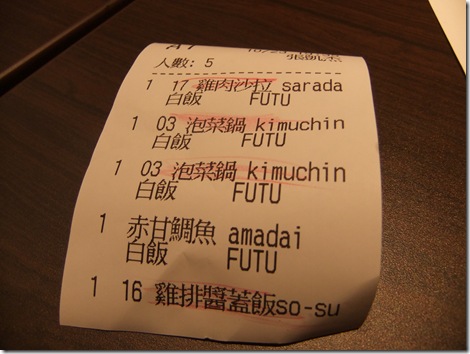 A7
人數: 5
1 17 雞肉沙拉 sarada
白飯 FUTU
1 03 泡菜鍋 kimuchin
白飯 FUTU
1 03 泡菜鍋 kimuchin
白飯 FUTU
1 赤甘鯛魚 amadai
白飯 FUTU
1 16 雞排醬蓋飯so-su